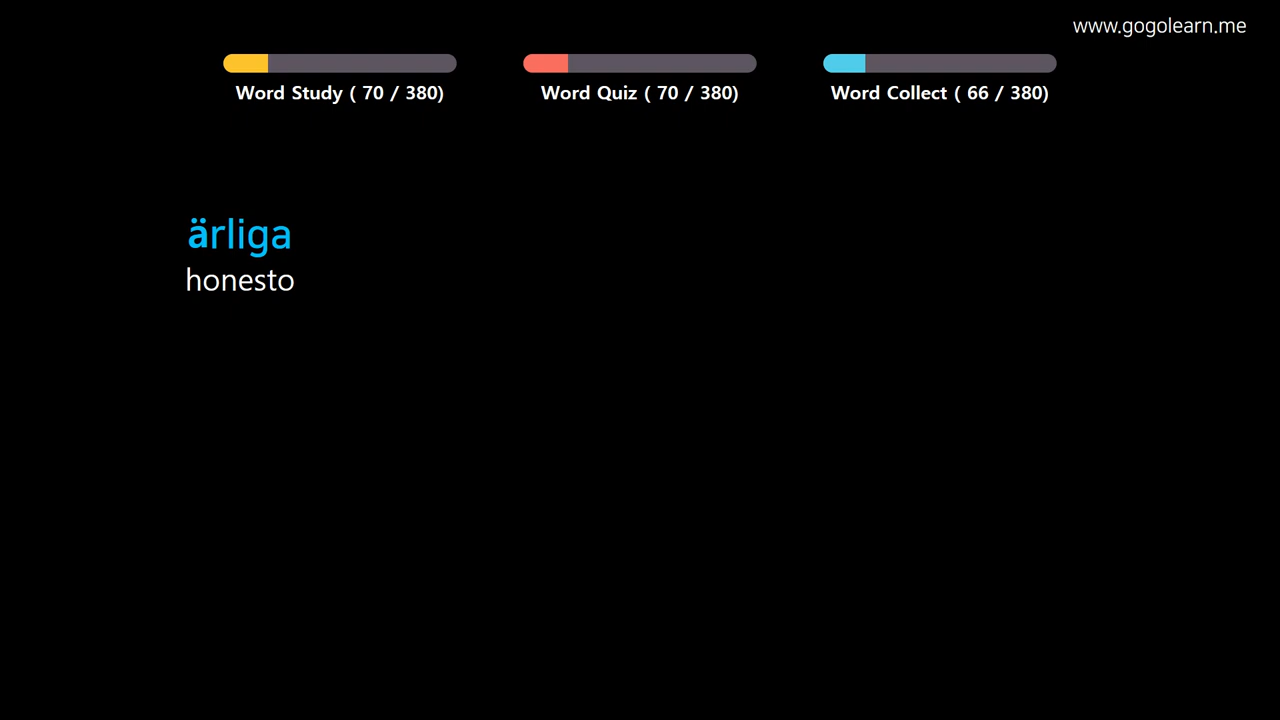 www.gogolearn.me
Word Study ( 70 / 380)
Word Quiz ( 70 / 380)
Word Collect ( 66 / 380)
ärliga
honesto